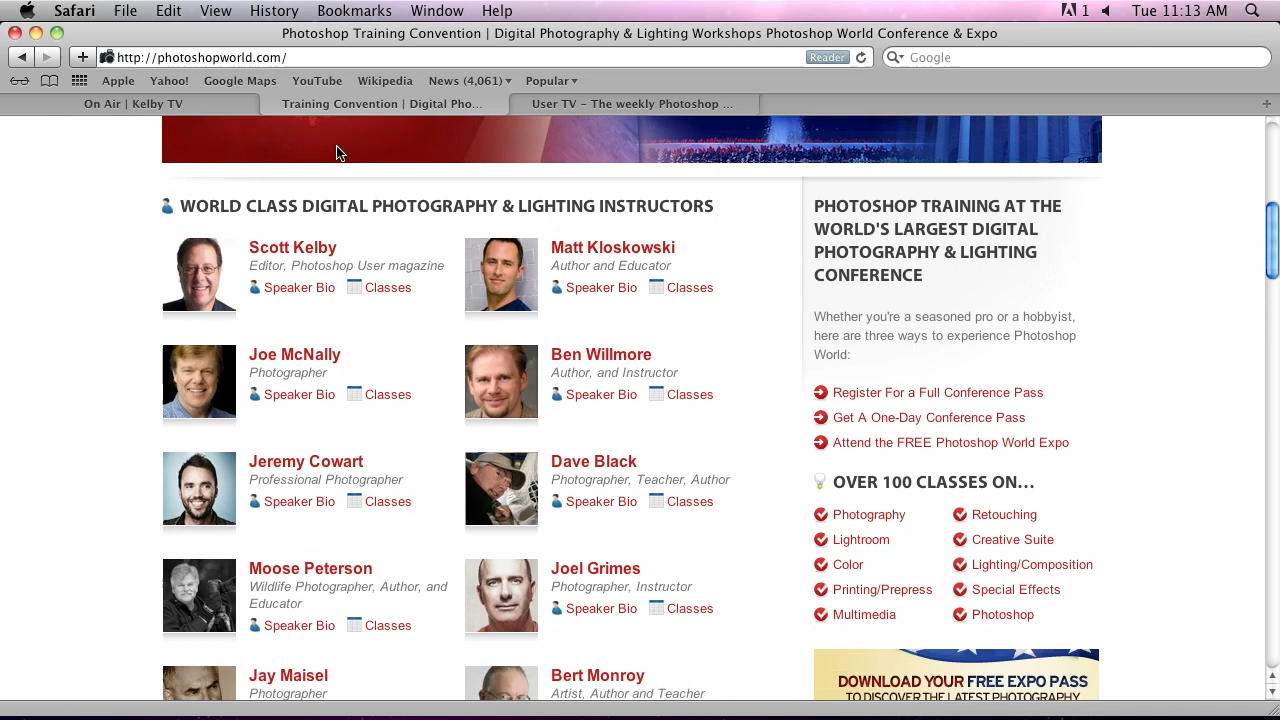 Safari File Edit View History Bookmarks Window Help 1 Tue 11:13 AM
Photoshop Training Convention | Digital Photography & Lighting Workshops Photoshop World Conference & Expo
http://photoshopworld.com/ Reader Google
Apple Yahoo! Google Maps YouTube Wikipedia News (4,061) Popular
On Air | Kelby TV Training Convention | Digital Pho... User TV – The weekly Photoshop ...
WORLD CLASS DIGITAL PHOTOGRAPHY & LIGHTING INSTRUCTORS
Scott Kelby
Editor, Photoshop User magazine
Speaker Bio Classes
Matt Kloskowski
Author and Educator
Speaker Bio Classes
Joe McNally
Photographer
Speaker Bio Classes
Ben Willmore
Author, and Instructor
Speaker Bio Classes
Jeremy Cowart
Professional Photographer
Speaker Bio Classes
Dave Black
Photographer, Teacher, Author
Speaker Bio Classes
Moose Peterson
Wildlife Photographer, Author, and
Educator
Speaker Bio Classes
Joel Grimes
Photographer, Instructor
Speaker Bio Classes
Jay Maisel
Photographer
Bert Monroy
Artist, Author and Teacher
PHOTOSHOP TRAINING AT THE
WORLD'S LARGEST DIGITAL
PHOTOGRAPHY & LIGHTING
CONFERENCE
Whether you're a seasoned pro or a hobbyist,
here are three ways to experience Photoshop
World:
Register For a Full Conference Pass
Get A One-Day Conference Pass
Attend the FREE Photoshop World Expo
OVER 100 CLASSES ON...
Photography Retouching
Lightroom Creative Suite
Color Lighting/Composition
Printing/Prepress Special Effects
Multimedia Photoshop
DOWNLOAD YOUR FREE EXPO PASS
TO DISCOVER THE LATEST PHOTOGRAPHY